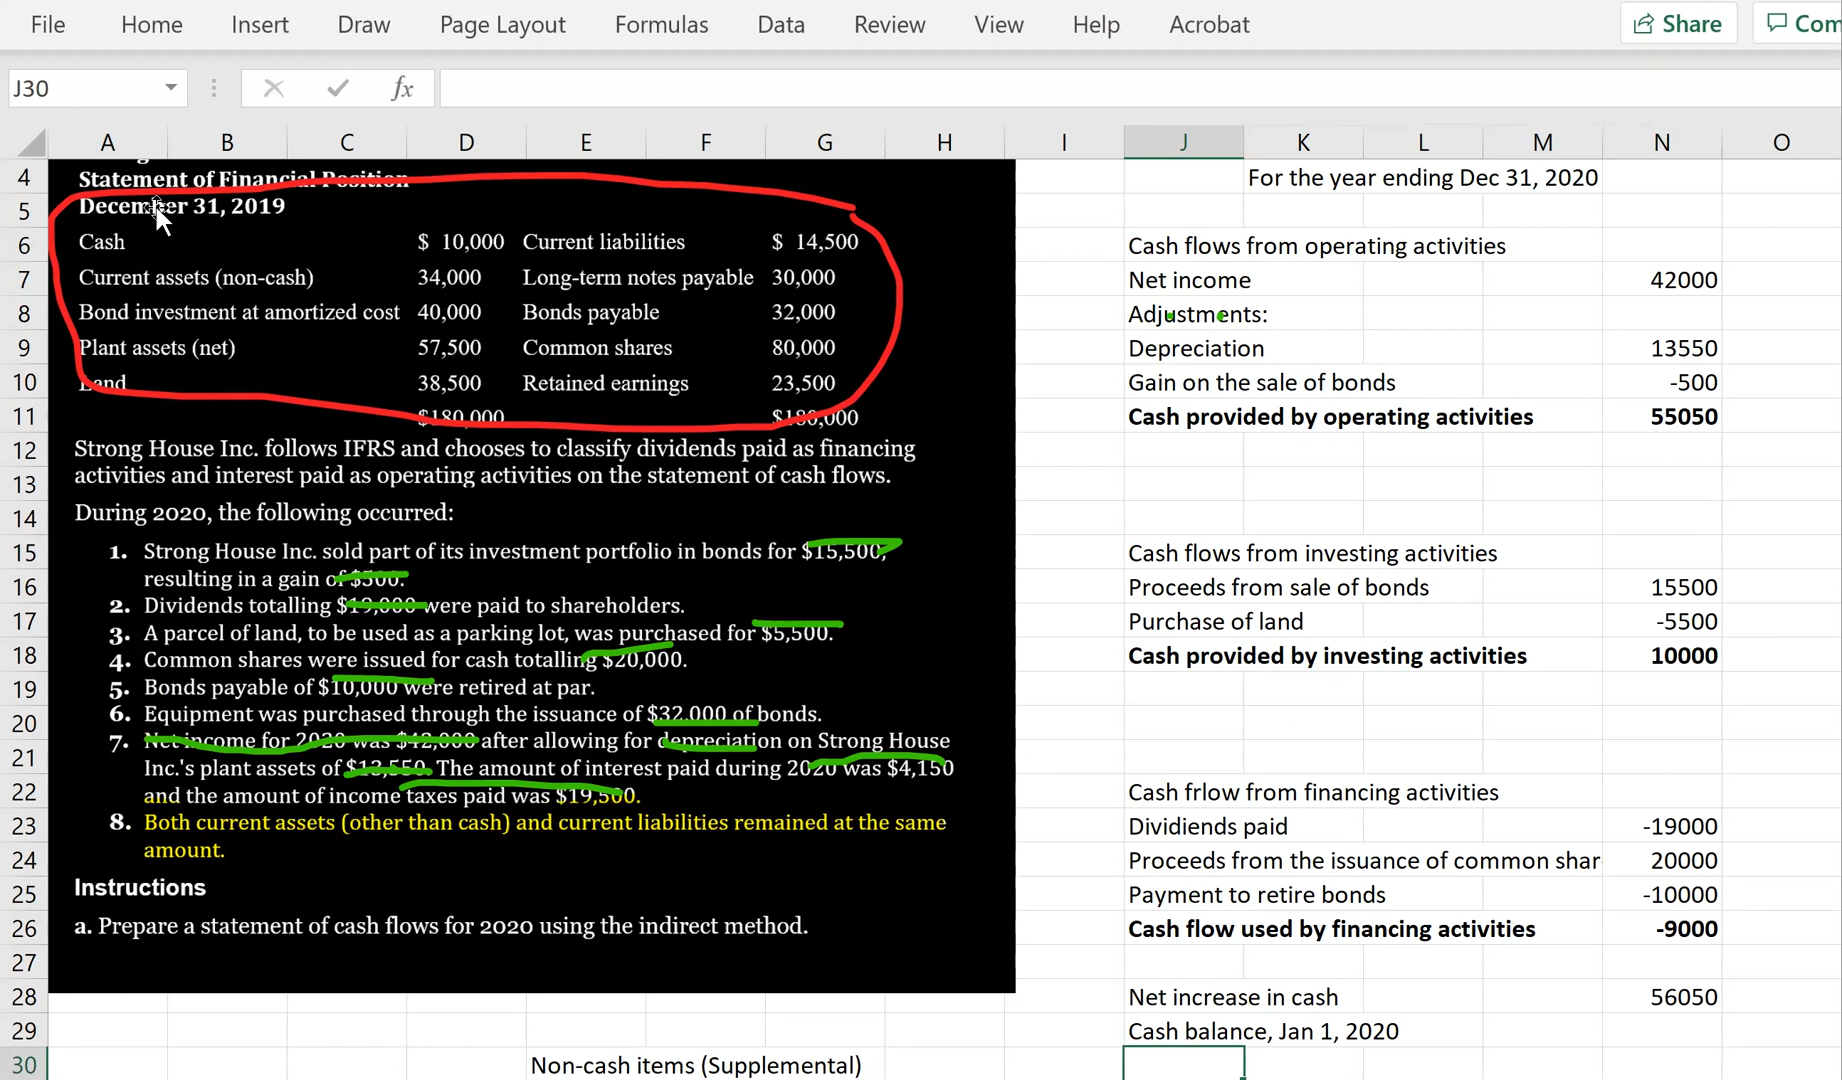 File Home Insert Draw Page Layout Formulas Data Review View Help Acrobat Share Com
J30 fx
A B C D E F G H I J K L M N O
4 Statement of Financial Position For the year ending Dec 31, 2020
5 December 31, 2019
6 Cash $ 10,000 Current liabilities $ 14,500 Cash flows from operating activities
7 Current assets (non-cash) 34,000 Long-term notes payable 30,000 Net income 42000
8 Bond investment at amortized cost 40,000 Bonds payable 32,000 Adjustments:
9 Plant assets (net) 57,500 Common shares 80,000 Depreciation 13550
10 Land 38,500 Retained earnings 23,500 Gain on the sale of bonds -500
11 $180,000 $180,000 Cash provided by operating activities 55050
12 Strong House Inc. follows IFRS and chooses to classify dividends paid as financing
13 activities and interest paid as operating activities on the statement of cash flows.
14 During 2020, the following occurred:
15 1. Strong House Inc. sold part of its investment portfolio in bonds for $15,500, Cash flows from investing activities
16 resulting in a gain of $500. Proceeds from sale of bonds 15500
2. Dividends totalling $19,000 were paid to shareholders.
17 3. A parcel of land, to be used as a parking lot, was purchased for $5,500. Purchase of land -5500
18 4. Common shares were issued for cash totalling $20,000. Cash provided by investing activities 10000
19 5. Bonds payable of $10,000 were retired at par.
20 6. Equipment was purchased through the issuance of $32,000 of bonds.
7. Net income for 2020 was $42,000 after allowing for depreciation on Strong House
21 Inc.'s plant assets of $13,550. The amount of interest paid during 2020 was $4,150
22 and the amount of income taxes paid was $19,500. Cash frlow from financing activities
23 8. Both current assets (other than cash) and current liabilities remained at the same Dividiends paid -19000
24 amount. Proceeds from the issuance of common shar 20000
25 Instructions Payment to retire bonds -10000
26 a. Prepare a statement of cash flows for 2020 using the indirect method. Cash flow used by financing activities -9000
27
28 Net increase in cash 56050
29 Cash balance, Jan 1, 2020
30 Non-cash items (Supplemental)